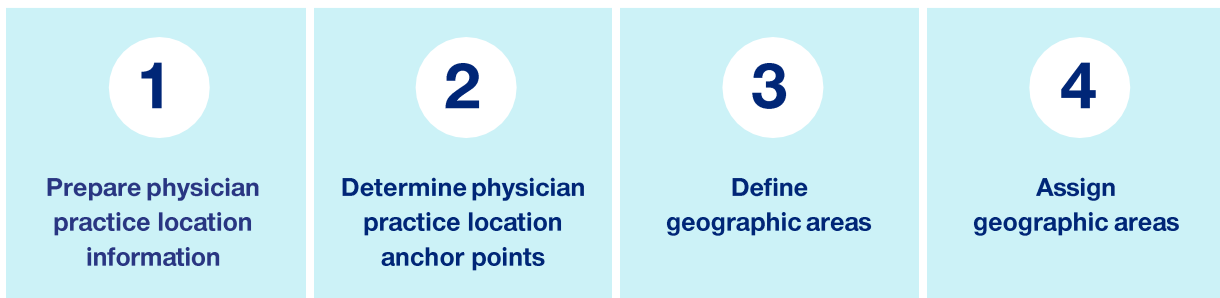 1
Prepare physician
practice location
information
2
Determine physician
practice location
anchor points
3
Define
geographic areas
4
Assign
geographic areas